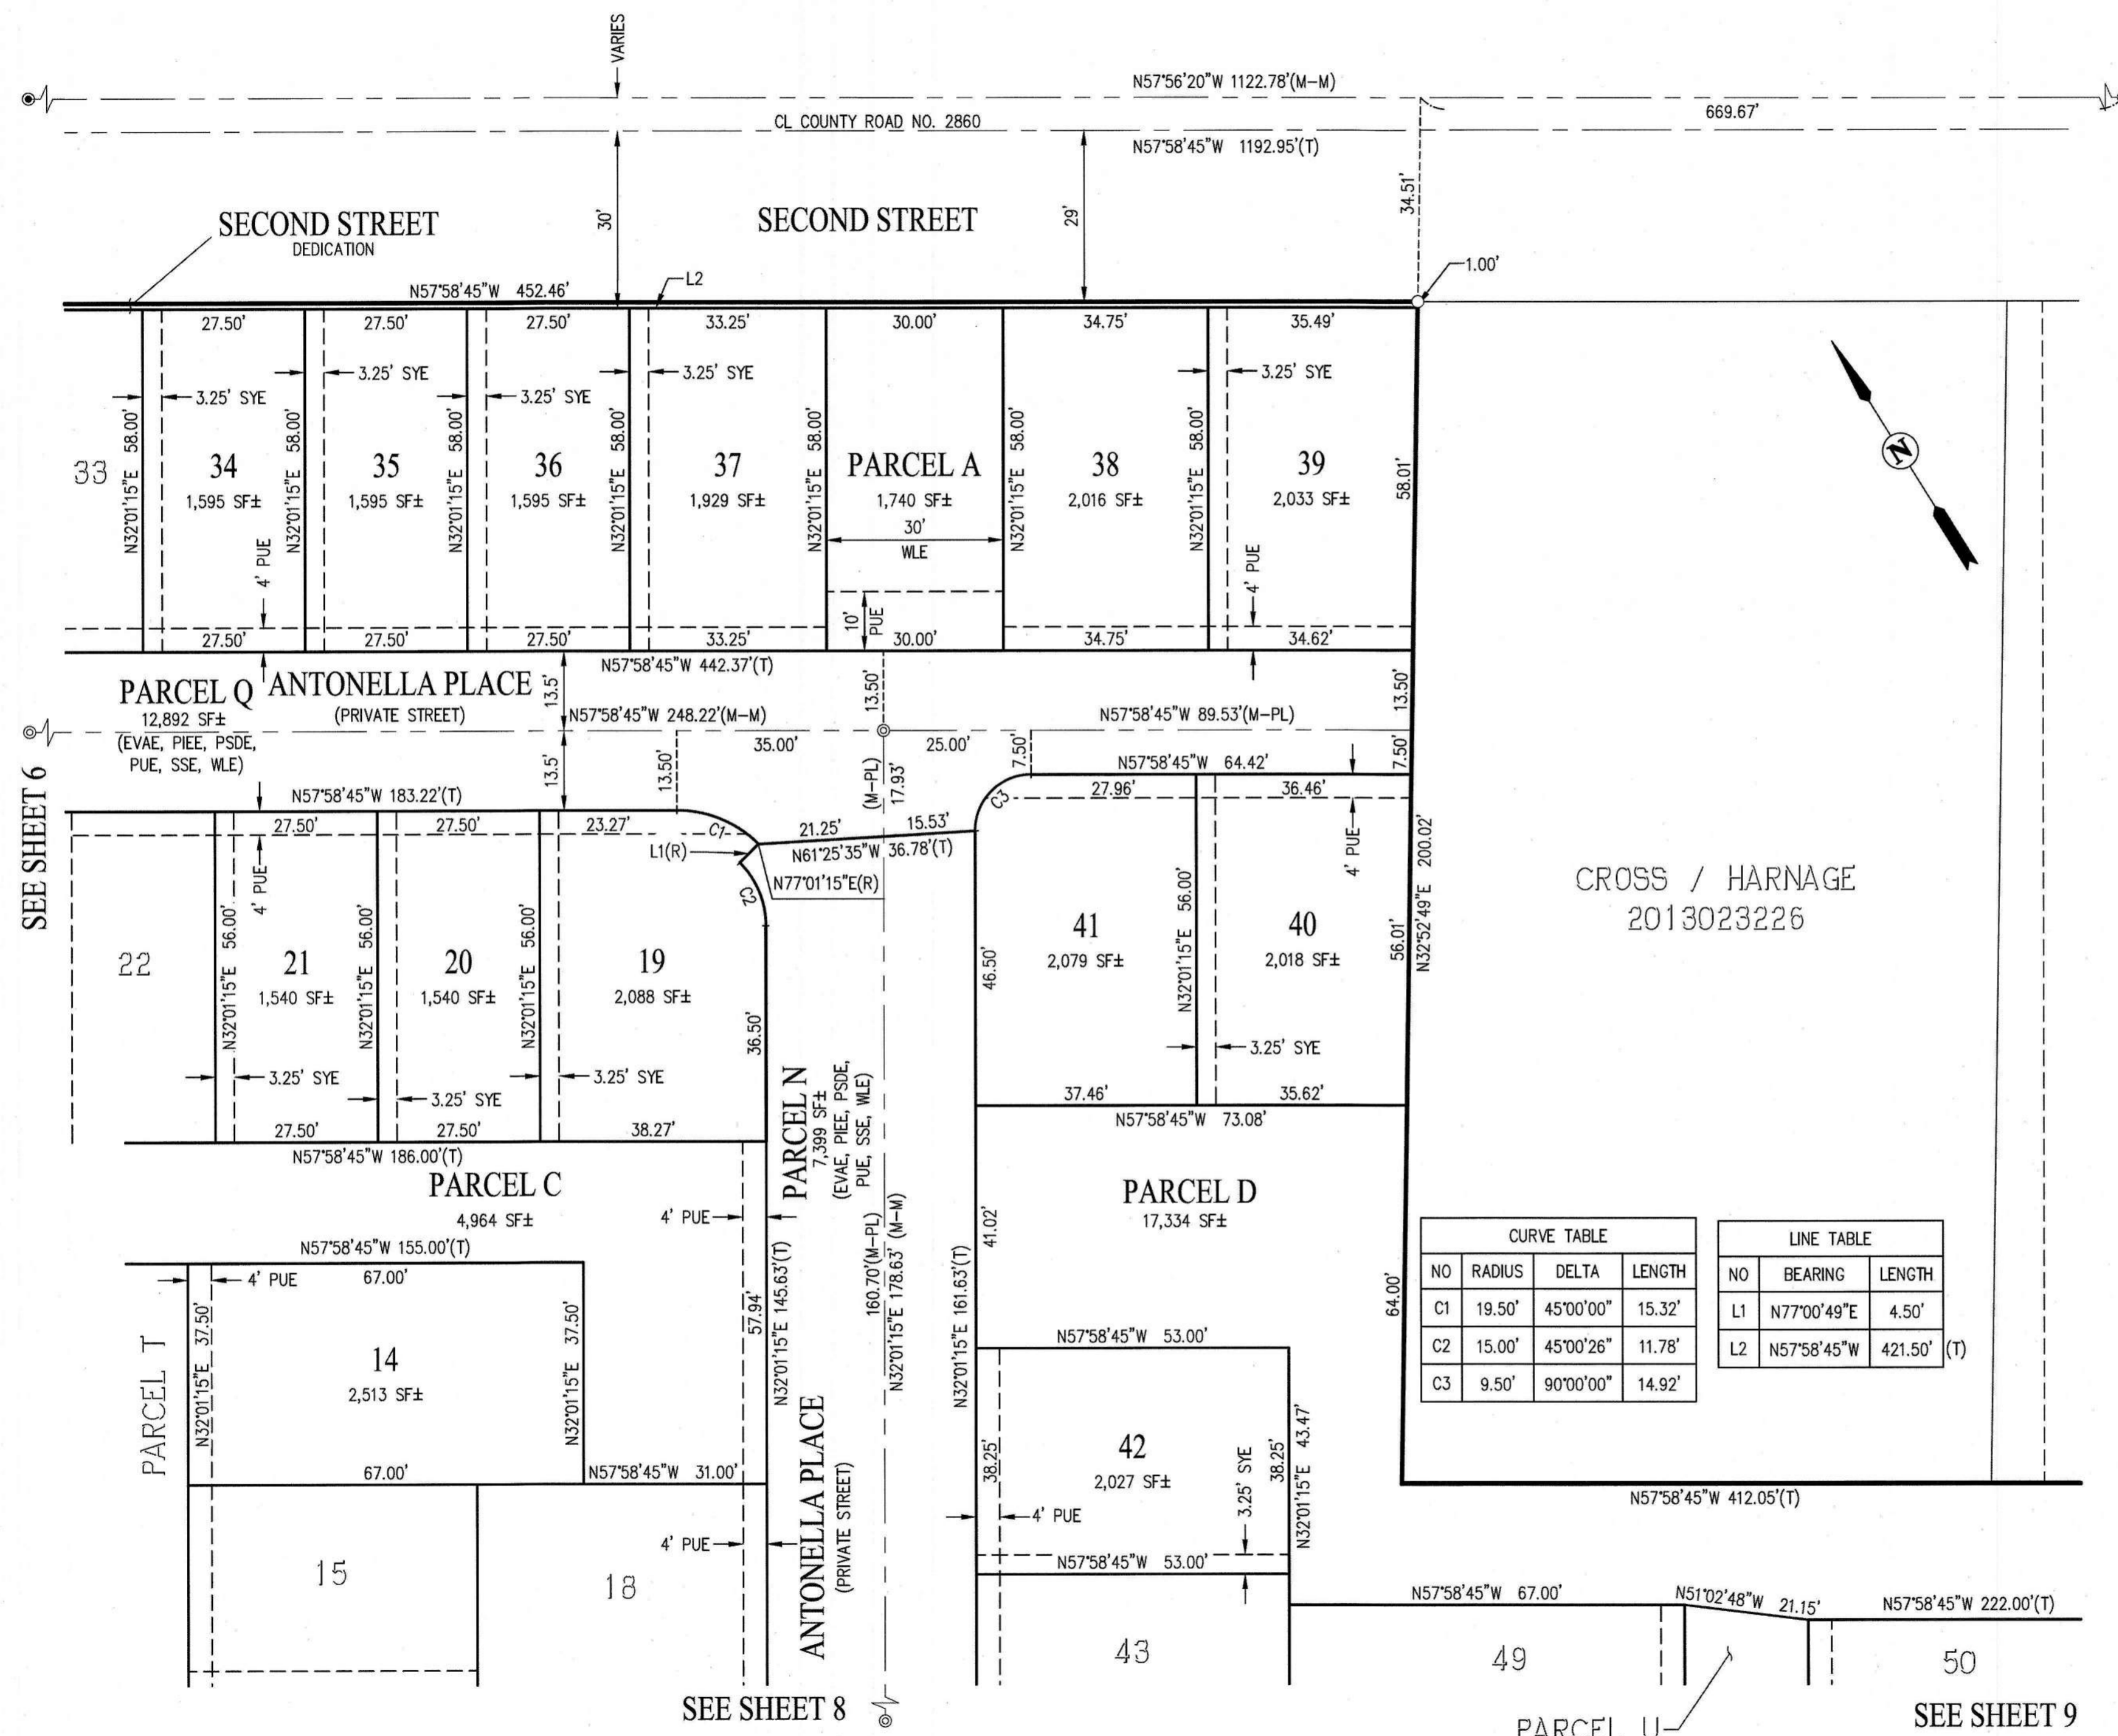 VARIES
N57°56'20"W 1122.78'(M-M)
669.67'
CL COUNTY ROAD NO. 2860
N57°58'45"W 1192.95'(T)
34.51'
30'
29'
SECOND STREET
DEDICATION
SECOND STREET
1.00'
N57°58'45"W 452.46'
L2
27.50'
27.50'
27.50'
33.25'
30.00'
34.75'
35.49'
3.25' SYE
3.25' SYE
3.25' SYE
3.25' SYE
3.25' SYE
33
N32°01'15"E 58.00'
34
1,595 SF±
N32°01'15"E 58.00'
35
1,595 SF±
N32°01'15"E 58.00'
36
1,595 SF±
N32°01'15"E 58.00'
37
1,929 SF±
N32°01'15"E 58.00'
PARCEL A
1,740 SF±
30'
WLE
N32°01'15"E 58.00'
38
2,016 SF±
N32°01'15"E 58.00'
39
2,033 SF±
58.01'
N
4' PUE
10'
PUE
4' PUE
27.50'
27.50'
27.50'
33.25'
30.00'
34.75'
34.62'
N57°58'45"W 442.37'(T)
PARCEL Q
12,892 SF±
(EVAE, PIEE, PSDE,
PUE, SSE, WLE)
ANTONELLA PLACE
(PRIVATE STREET)
13.5'
13.50'
13.50'
N57°58'45"W 248.22'(M-M)
N57°58'45"W 89.53'(M-PL)
35.00'
25.00'
13.5'
13.50'
(M-PL)
17.93'
7.50'
7.50'
SEE SHEET 6
N57°58'45"W 183.22'(T)
N57°58'45"W 64.42'
27.50'
27.50'
23.27'
C1
C3
27.96'
36.46'
21.25'
15.53'
L1(R)
N61°25'35"W 36.78'(T)
N77°01'15"E(R)
C2
4' PUE
4' PUE
22
N32°01'15"E 56.00'
21
1,540 SF±
N32°01'15"E 56.00'
20
1,540 SF±
N32°01'15"E 56.00'
19
2,088 SF±
36.50'
46.50'
41
2,079 SF±
N32°01'15"E 56.00'
40
2,018 SF±
56.01'
N32°52'49"E 200.02'
CROSS / HARNAGE
2013023226
3.25' SYE
3.25' SYE
3.25' SYE
3.25' SYE
27.50'
27.50'
38.27'
37.46'
35.62'
N57°58'45"W 186.00'(T)
N57°58'45"W 73.08'
PARCEL N
7,399 SF±
(EVAE, PIEE, PSDE,
PUE, SSE, WLE)
PARCEL C
4,964 SF±
4' PUE
PARCEL D
17,334 SF±
N57°58'45"W 155.00'(T)
4' PUE
67.00'
PARCEL T
N32°01'15"E 37.50'
14
2,513 SF±
N32°01'15"E 37.50'
57.94'
N32°01'15"E 145.63'(T)
160.70'(M-PL)
N32°01'15"E 178.63' (M-M)
N32°01'15"E 161.63'(T)
41.02'
64.00'
67.00'
N57°58'45"W 31.00'
N57°58'45"W 53.00'
38.25'
42
2,027 SF±
3.25' SYE
38.25'
N32°01'15"E 43.47'
4' PUE
N57°58'45"W 53.00'
CURVE TABLE
NO RADIUS DELTA LENGTH
C1 19.50' 45°00'00" 15.32'
C2 15.00' 45°00'26" 11.78'
C3 9.50' 90°00'00" 14.92'
LINE TABLE
NO BEARING LENGTH
L1 N77°00'49"E 4.50'
L2 N57°58'45"W 421.50' (T)
N57°58'45"W 412.05'(T)
15
18
4' PUE
ANTONELLA PLACE
(PRIVATE STREET)
43
N57°58'45"W 67.00'
N51°02'48"W 21.15'
N57°58'45"W 222.00'(T)
49
50
SEE SHEET 8
PARCEL U
SEE SHEET 9